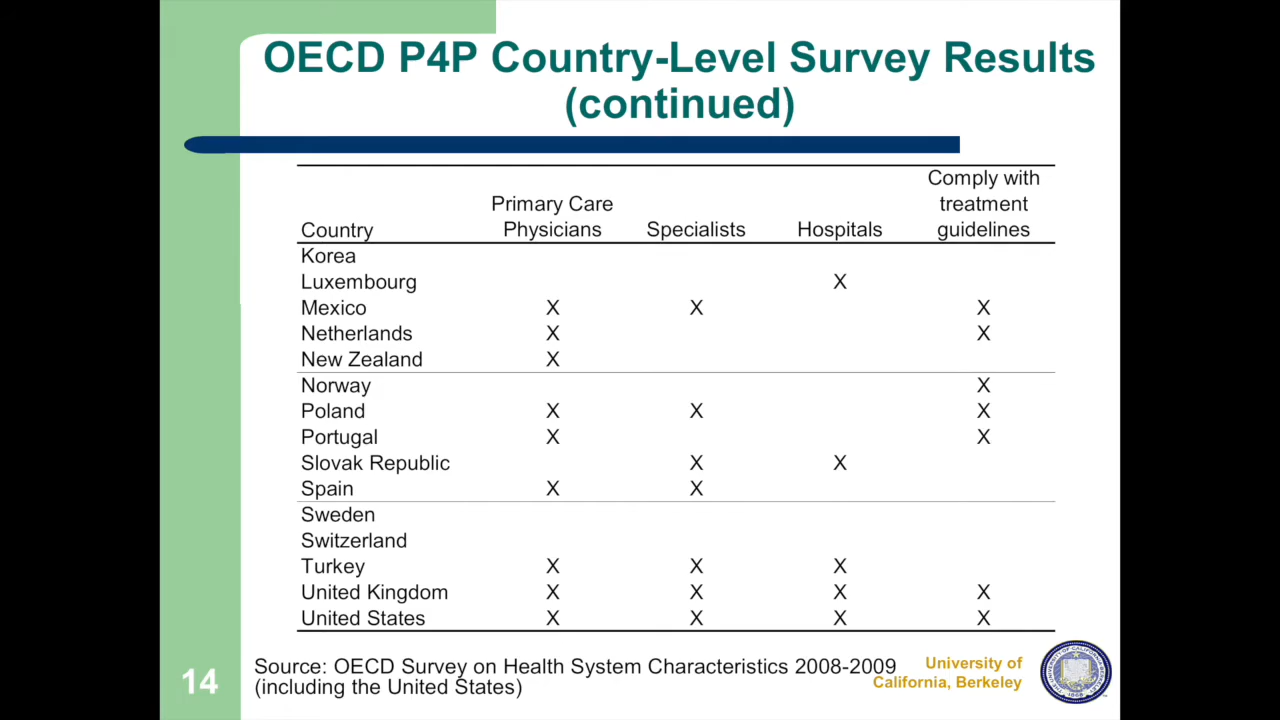 OECD P4P Country-Level Survey Results
(continued)
Country Primary Care Physicians Specialists Hospitals Comply with treatment guidelines
Korea
Luxembourg X
Mexico X X X
Netherlands X X
New Zealand X
Norway X
Poland X X X
Portugal X X
Slovak Republic X X
Spain X X
Sweden
Switzerland
Turkey X X X
United Kingdom X X X X
United States X X X X
Source: OECD Survey on Health System Characteristics 2008-2009
(including the United States)
14
University of
California, Berkeley